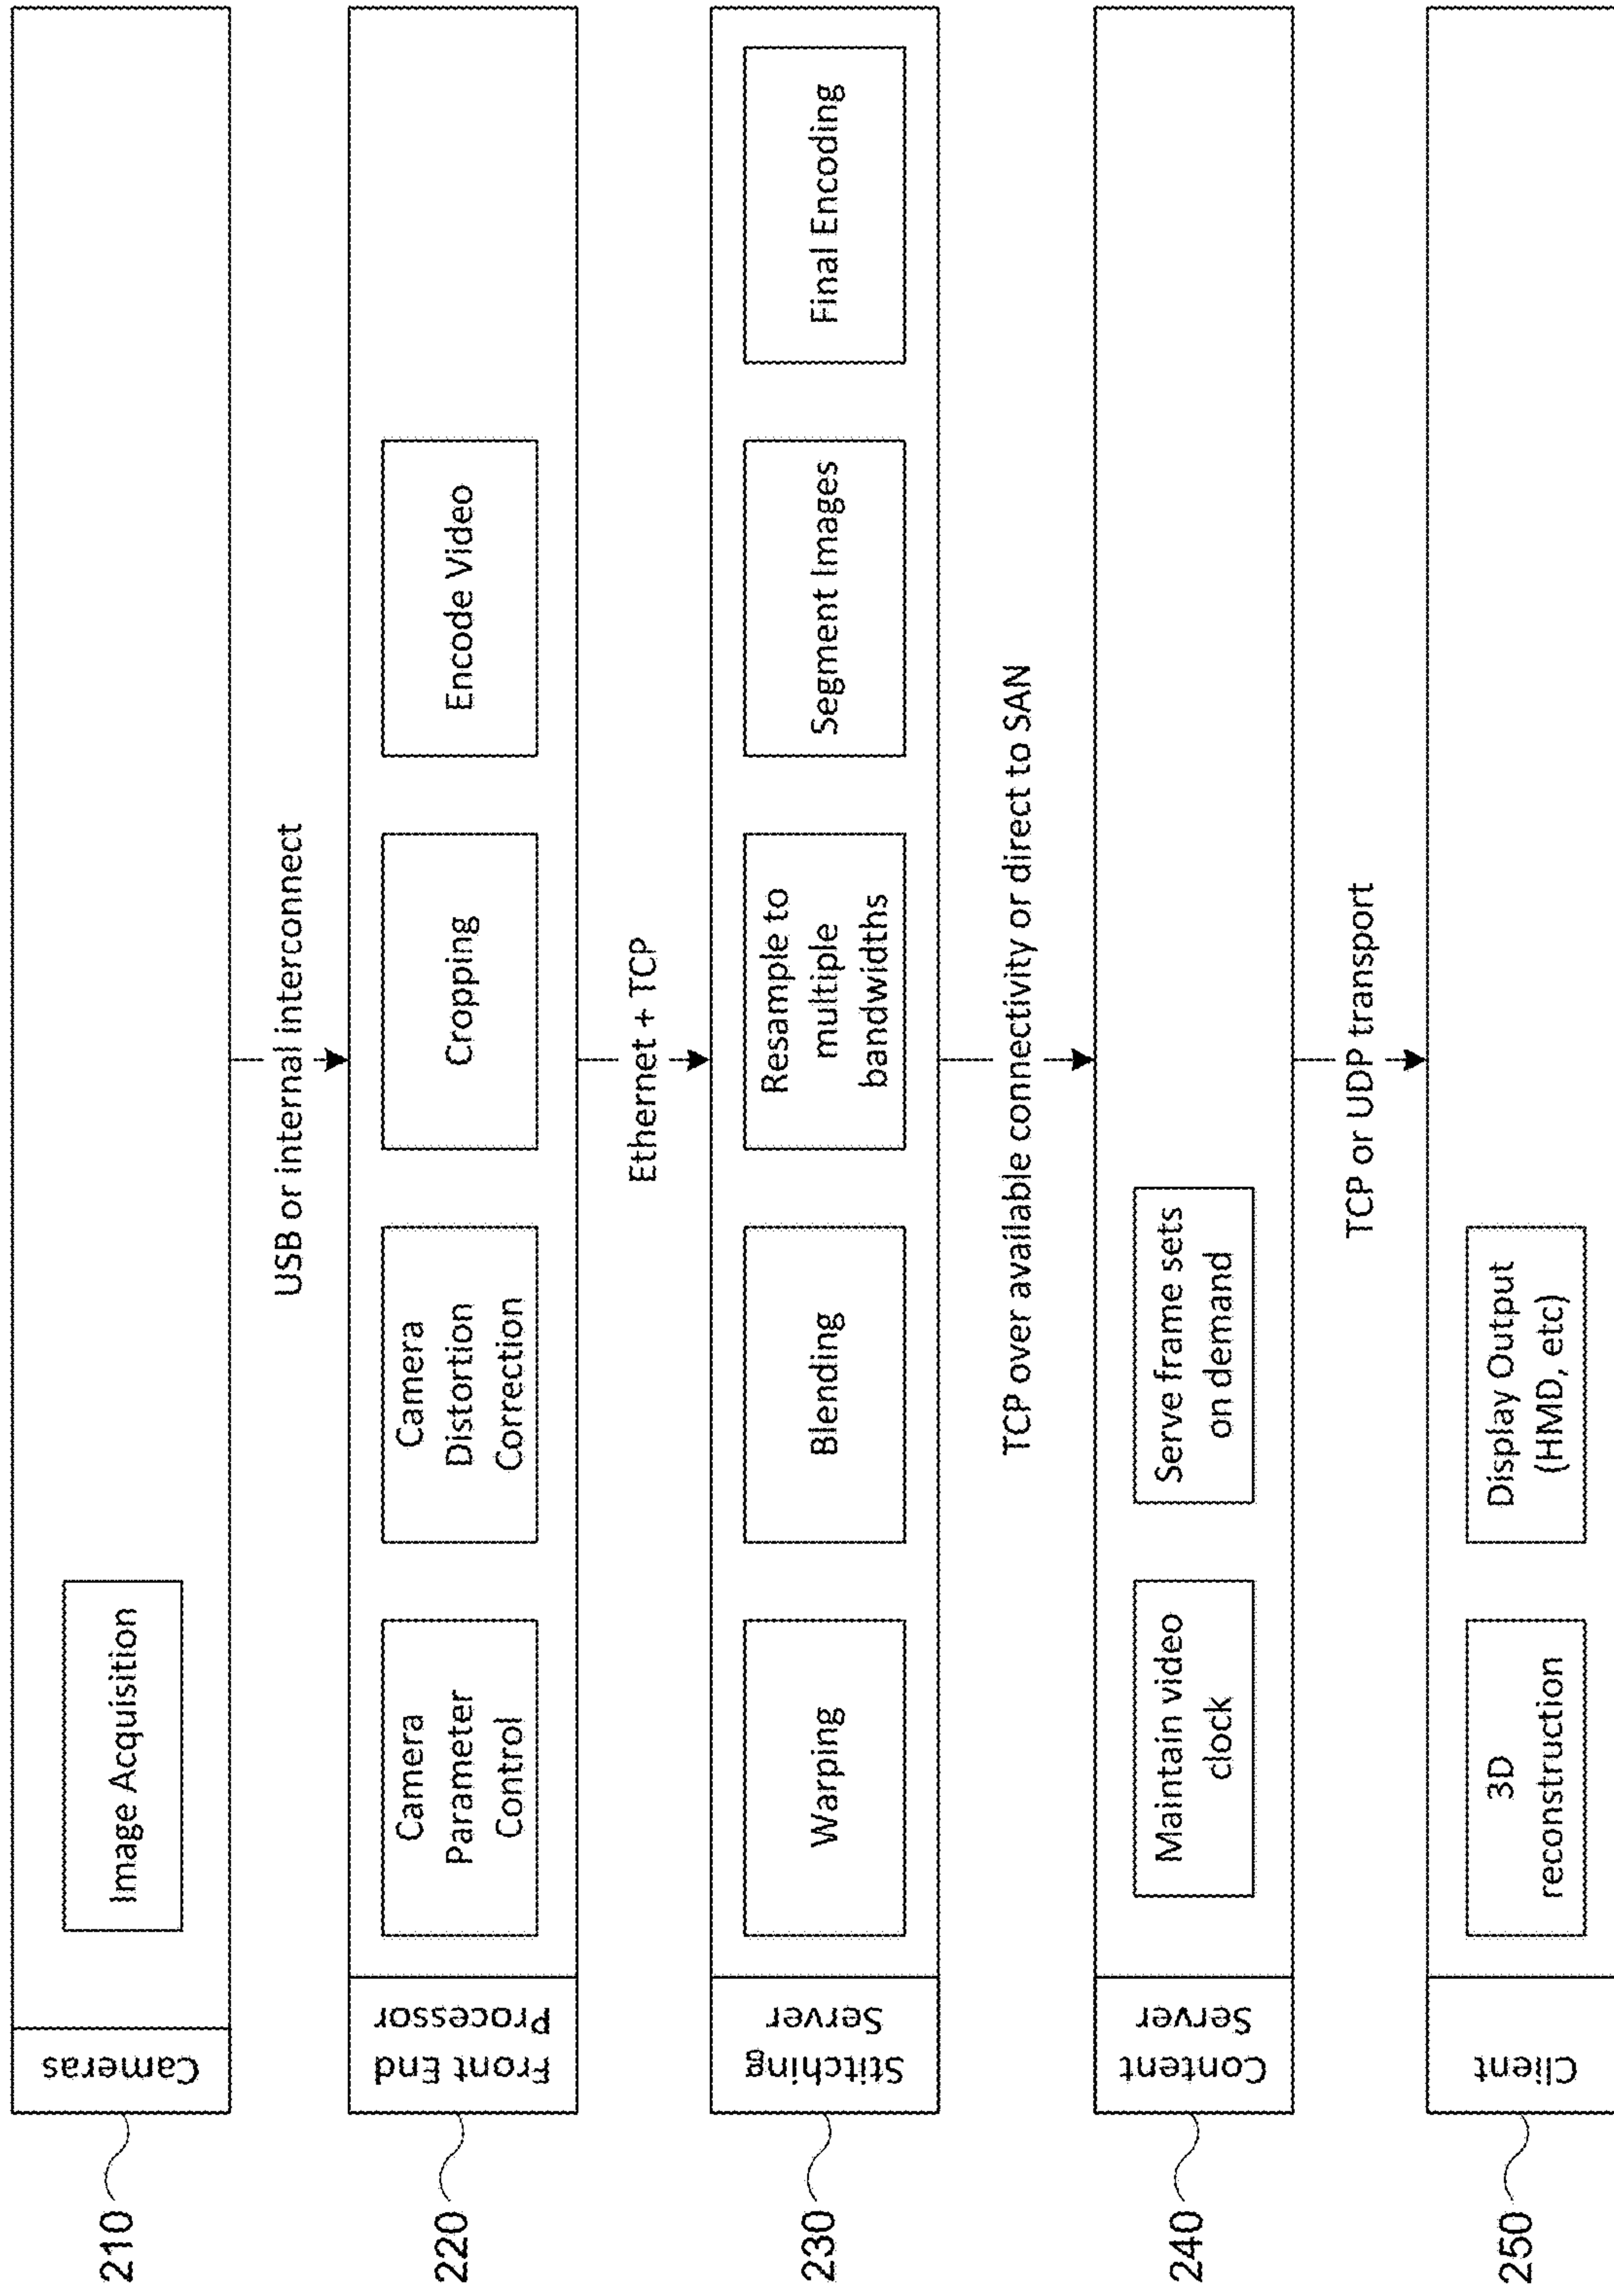 210
Cameras
Image Acquisition
USB or internal interconnect
220
Front End
Processor
Camera
Parameter
Control
Camera
Distortion
Correction
Cropping
Encode Video
Ethernet + TCP
230
Stitching
Server
Warping
Blending
Resample to
multiple
bandwidths
Segment Images
Final Encoding
TCP over available connectivity or direct to SAN
240
Content
Server
Maintain video
clock
Serve frame sets
on demand
TCP or UDP transport
250
Client
3D
reconstruction
Display Output
(HMD, etc)